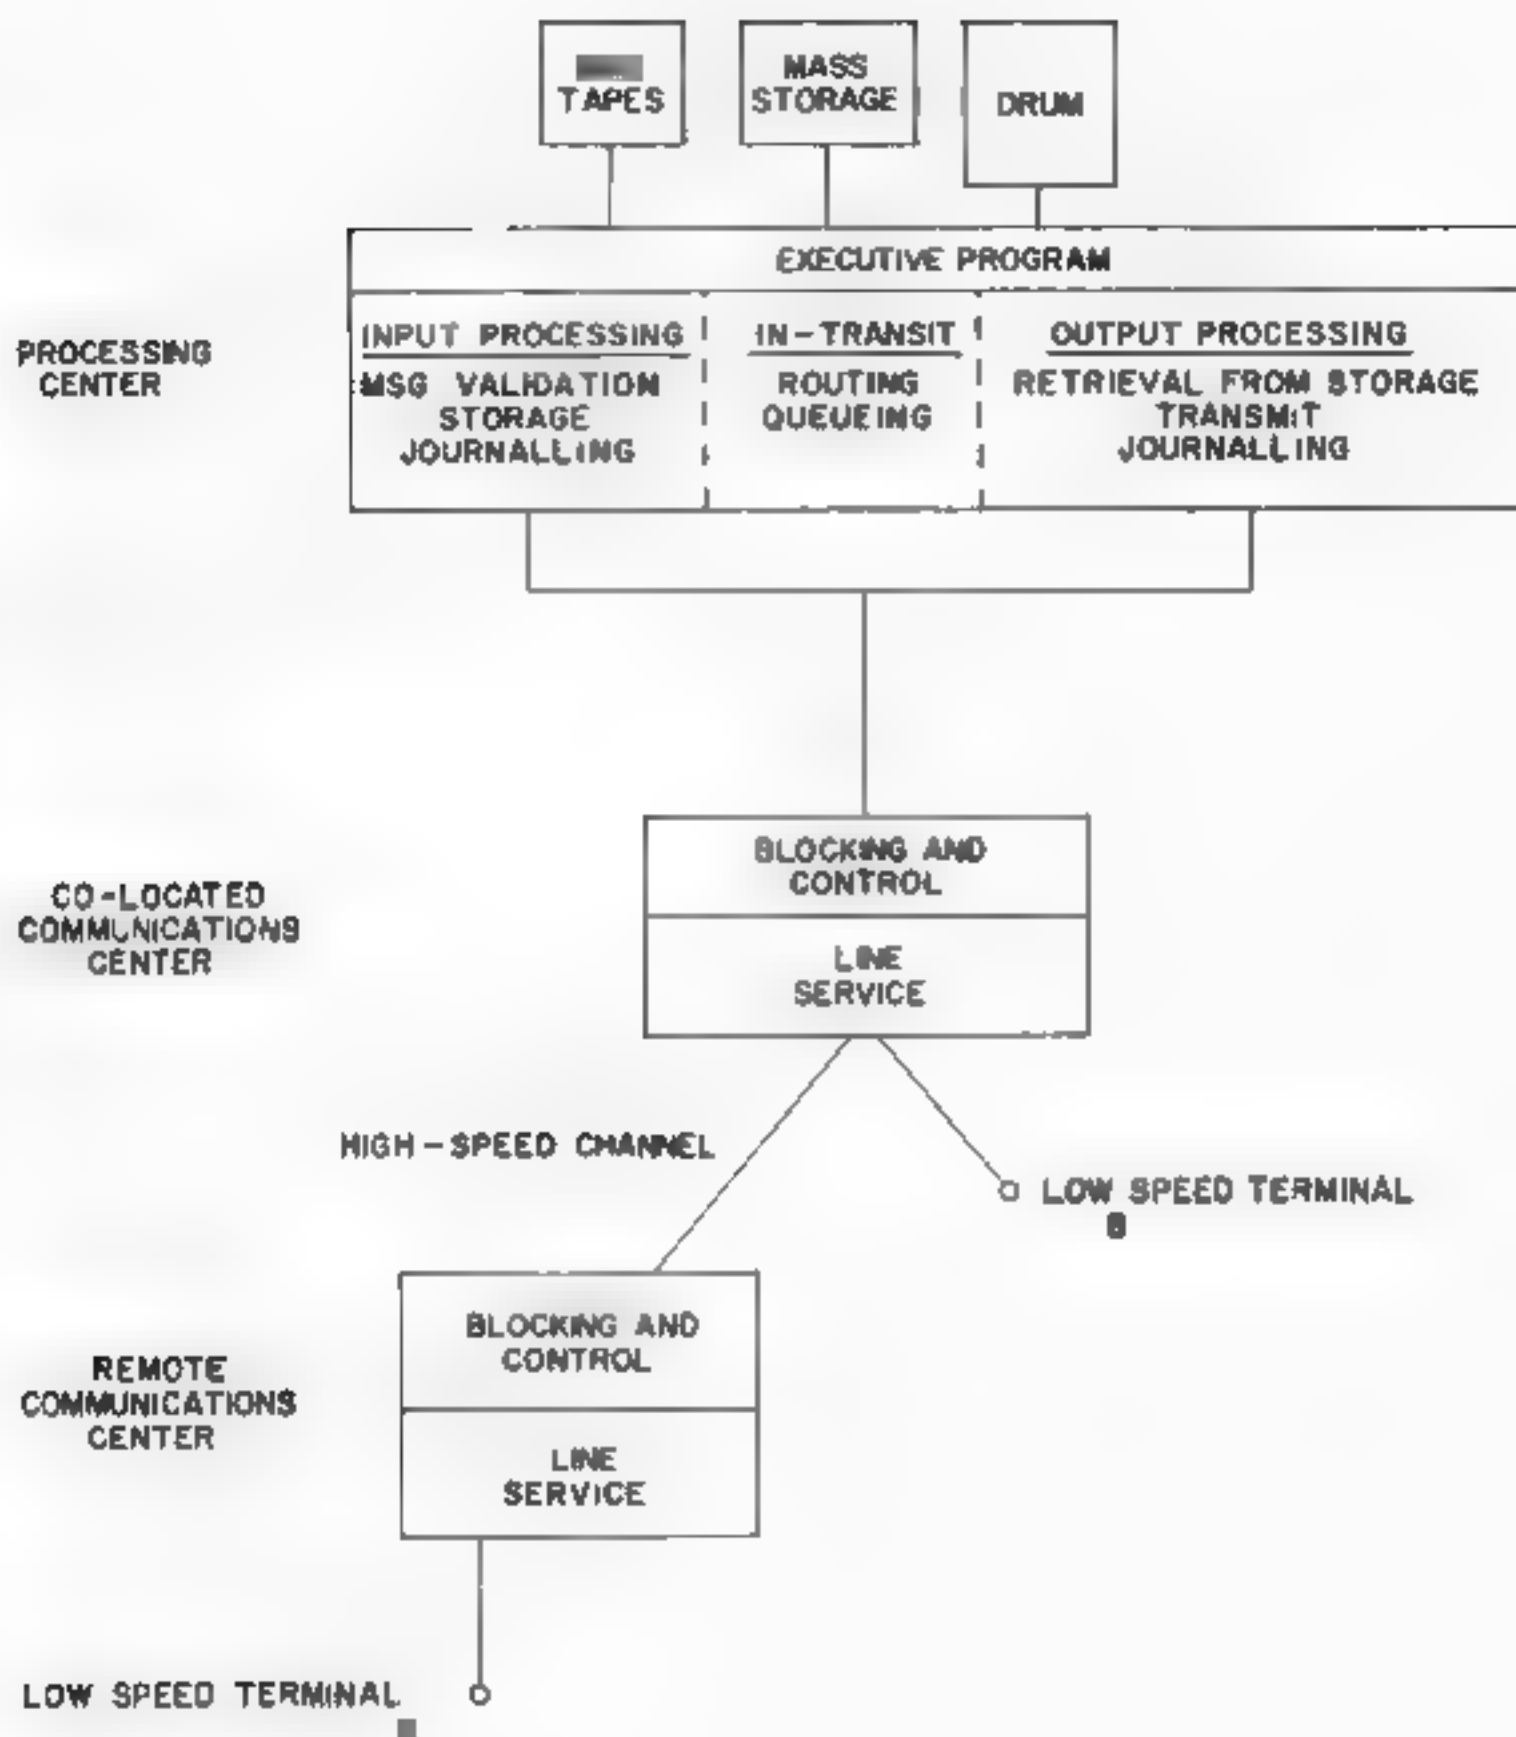 TAPES
MASS
STORAGE
DRUM
EXECUTIVE PROGRAM
PROCESSING
CENTER
INPUT PROCESSING
MSG VALIDATION
STORAGE
JOURNALLING
IN-TRANSIT
ROUTING
QUEUEING
OUTPUT PROCESSING
RETRIEVAL FROM STORAGE
TRANSMIT
JOURNALLING
CO-LOCATED
COMMUNICATIONS
CENTER
BLOCKING AND
CONTROL
LINE
SERVICE
HIGH-SPEED CHANNEL
LOW SPEED TERMINAL
REMOTE
COMMUNICATIONS
CENTER
BLOCKING AND
CONTROL
LINE
SERVICE
LOW SPEED TERMINAL